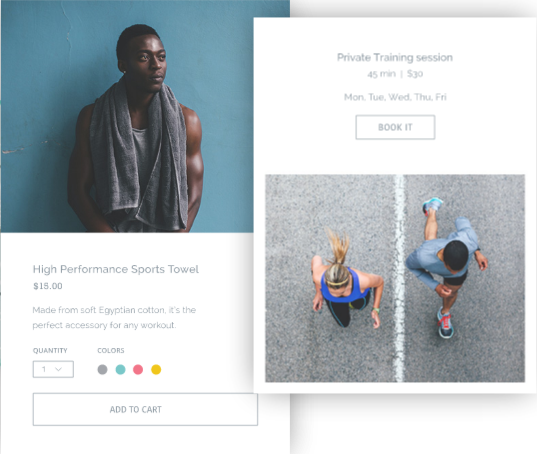 High Performance Sports Towel
$15.00
Made from soft Egyptian cotton, it's the
perfect accessory for any workout.
QUANTITY COLORS
1
ADD TO CART
Private Training session
45 min | $30
Mon, Tue, Wed, Thu, Fri
BOOK IT